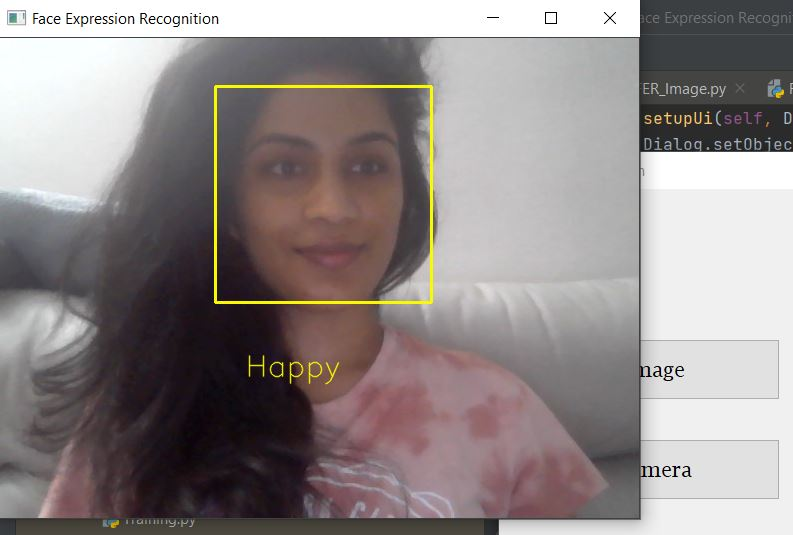 Face Expression Recognition
ace Expression Recogni
ER_Image.py
setupUi(self, D
Dialog.setObjec
n
Happy
mage
mera
Training.py